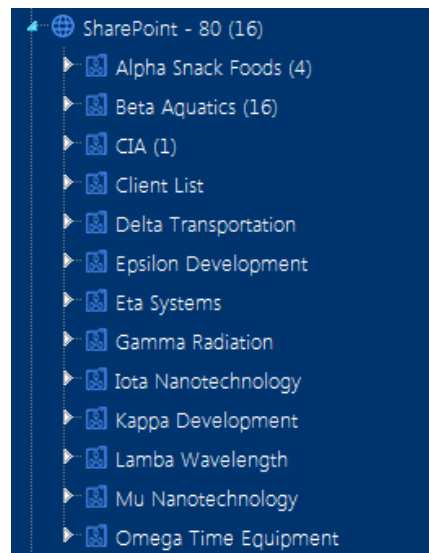 SharePoint - 80 (16)
Alpha Snack Foods (4)
Beta Aquatics (16)
CIA (1)
Client List
Delta Transportation
Epsilon Development
Eta Systems
Gamma Radiation
Iota Nanotechnology
Kappa Development
Lamba Wavelength
Mu Nanotechnology
Omega Time Equipment